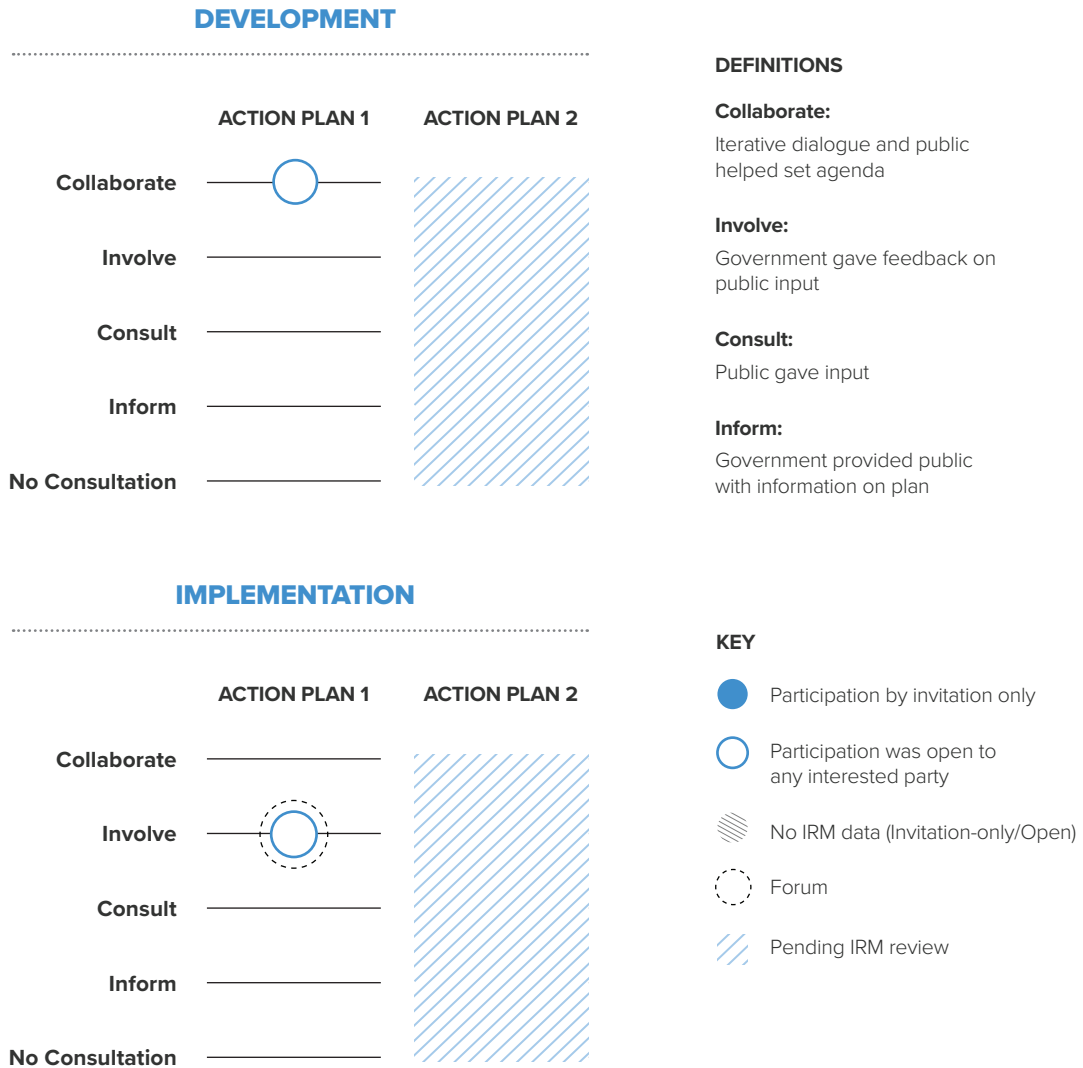 DEVELOPMENT
ACTION PLAN 1 ACTION PLAN 2
Collaborate
Involve
Consult
Inform
No Consultation
DEFINITIONS
Collaborate:
Iterative dialogue and public
helped set agenda
Involve:
Government gave feedback on
public input
Consult:
Public gave input
Inform:
Government provided public
with information on plan
IMPLEMENTATION
ACTION PLAN 1 ACTION PLAN 2
Collaborate
Involve
Consult
Inform
No Consultation
KEY
Participation by invitation only
Participation was open to
any interested party
No IRM data (Invitation-only/Open)
Forum
Pending IRM review